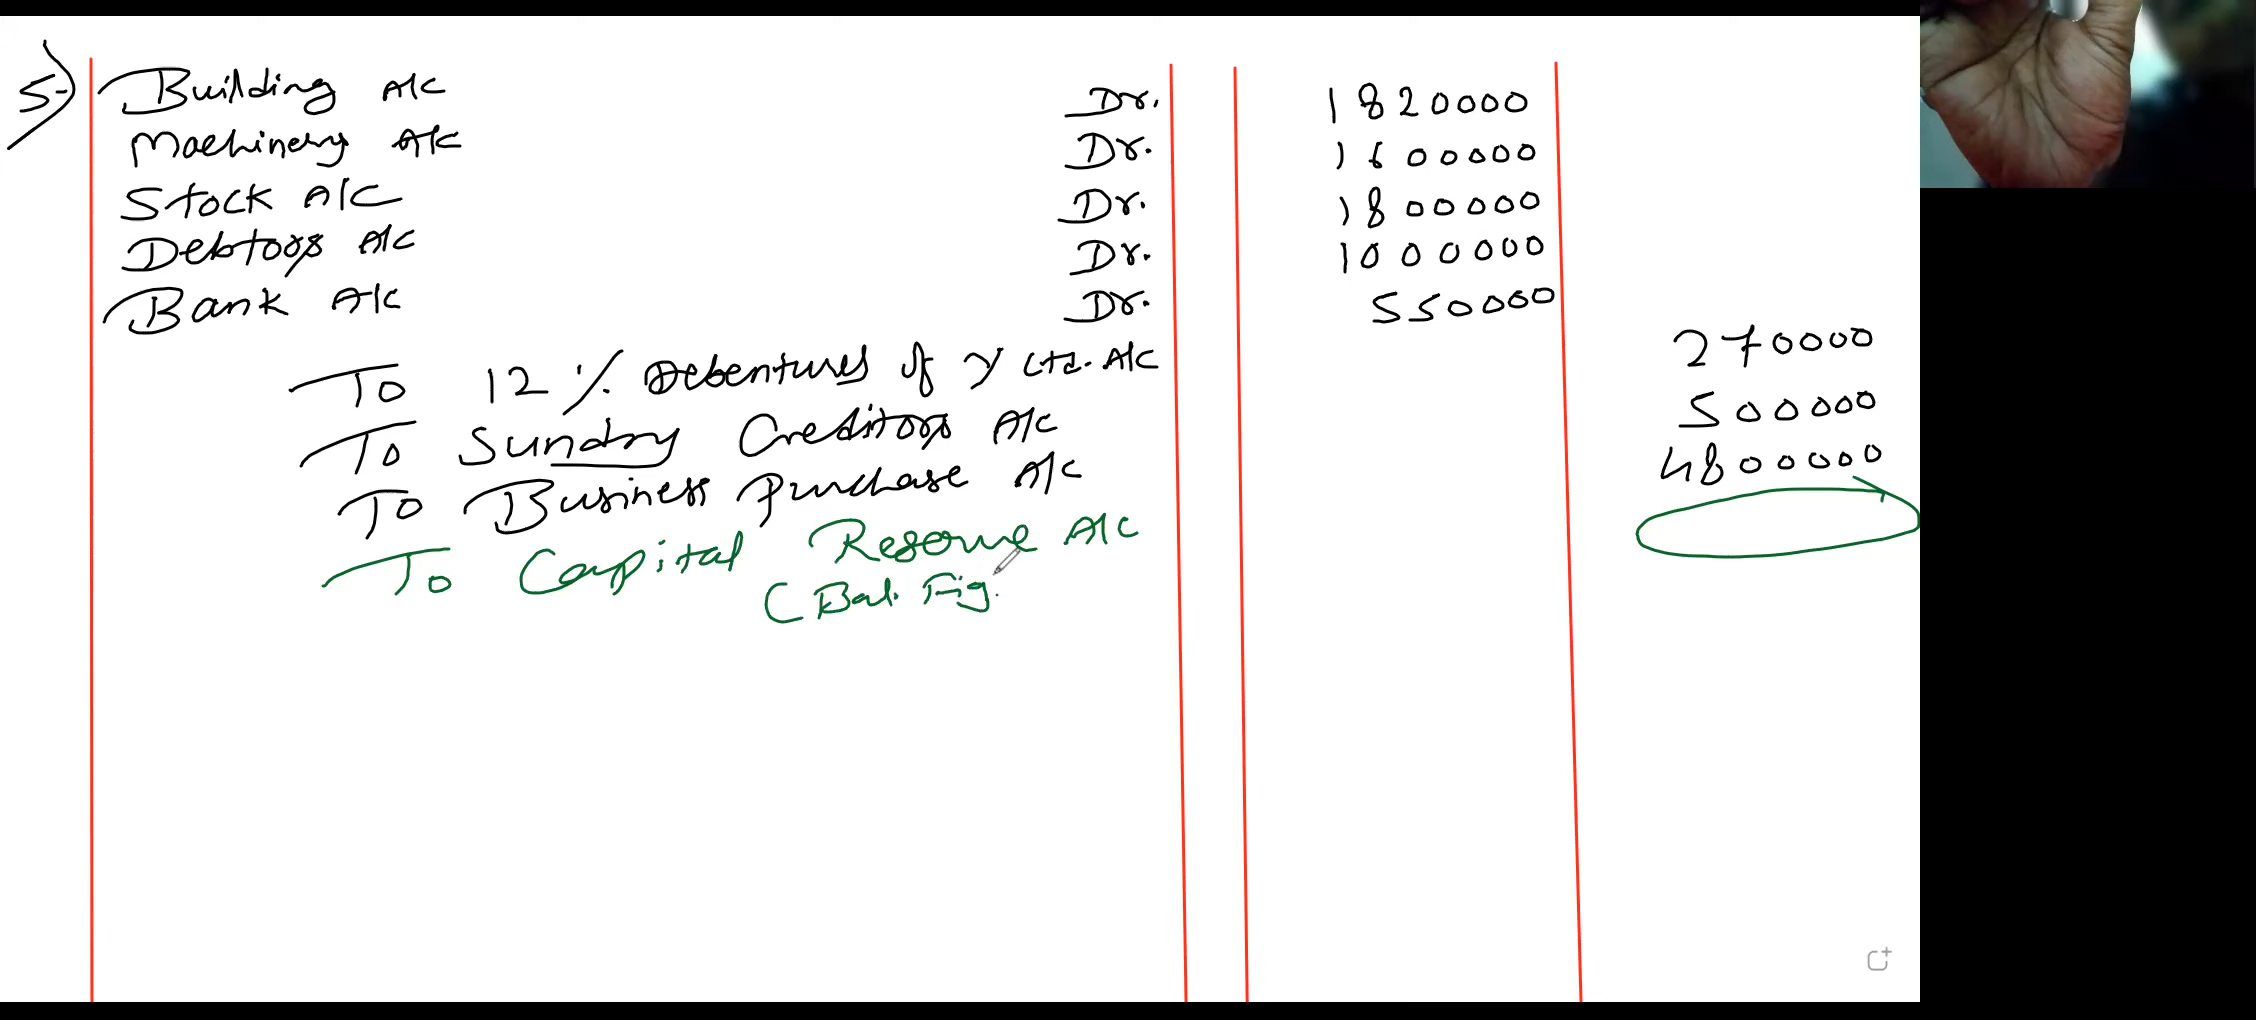 5-)
Building A/c Dr. 1820000
Machinery A/c Dr. 1600000
Stock A/c Dr. 1800000
Debtors A/c Dr. 1000000
Bank A/c Dr. 550000
To 12 % Debentures of Y Ltd. A/c 270000
To Sundry Creditors A/c 500000
To Business Purchase A/c 4800000
To Capital Reserve A/c
(Bal. Fig.